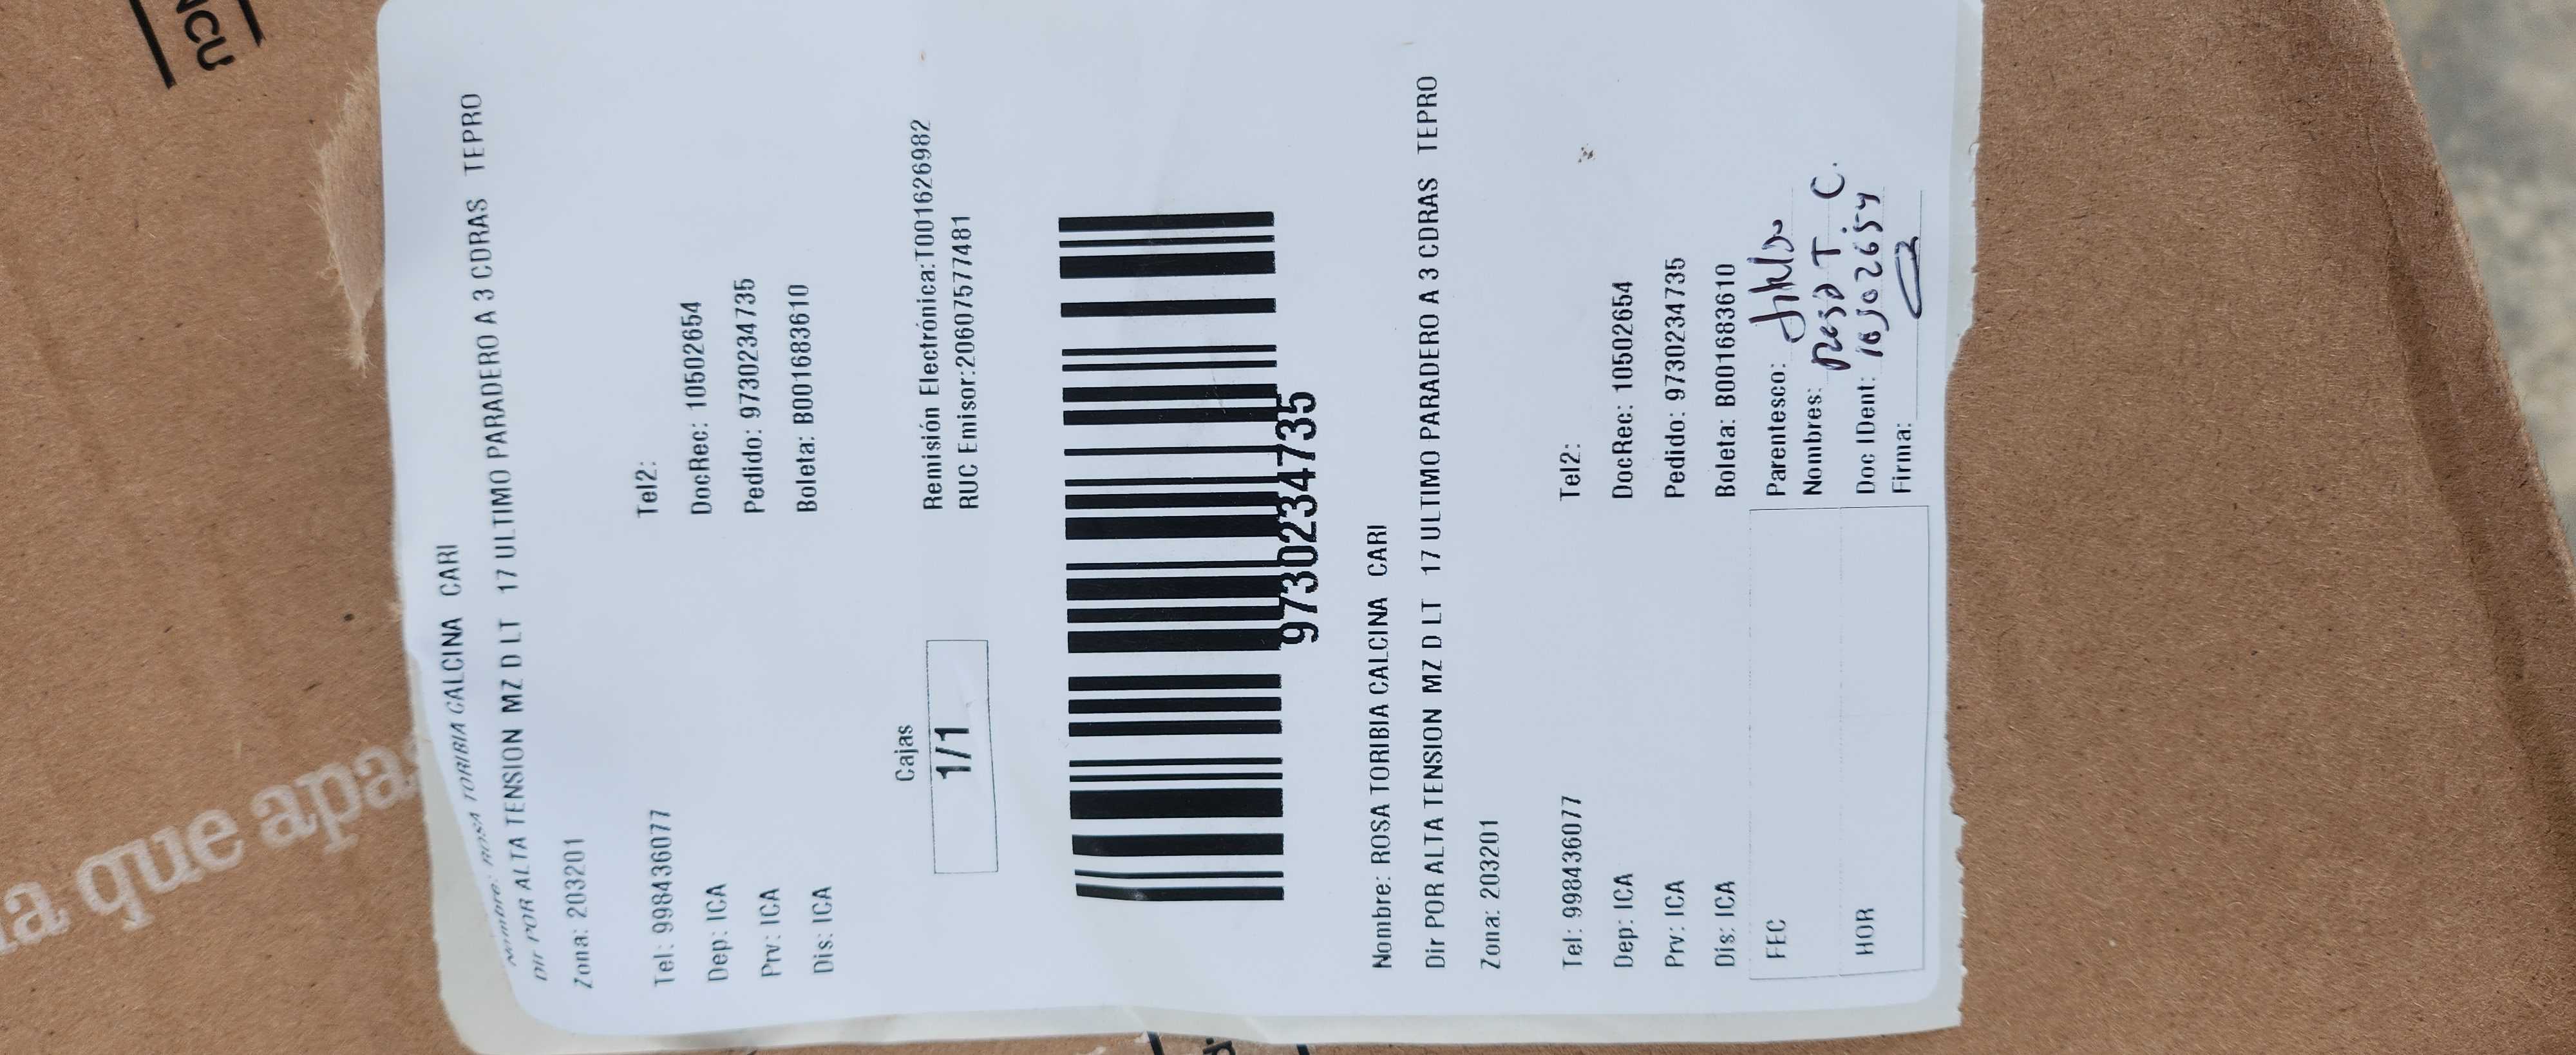 NCU
a que apas
Nombre: ROSA TORIBIA CALCINA CARI
Dir POR ALTA TENSION MZ D LT 17 ULTIMO PARADERO A 3 CDRAS TEPRO
Zona: 203201
Tel: 998436077 Tel2:
Dep: ICA DocRec: 10502654
Prv: ICA Pedido: 9730234735
Dis: ICA Boleta: B001683610
Cajas
1/1
Remisión Electrónica:T001626982
RUC Emisor:20607577481
9730234735
Nombre: ROSA TORIBIA CALCINA CARI
Dir POR ALTA TENSION MZ D LT 17 ULTIMO PARADERO A 3 CDRAS TEPRO
Zona: 203201
Tel: 998436077 Tel2:
Dep: ICA DocRec: 10502654
Prv: ICA Pedido: 9730234735
Dis: ICA Boleta: B001683610
FEC
HOR
Parentesco:
Nombres: Rosa T C.
Doc IDent: 10502654
Firma: